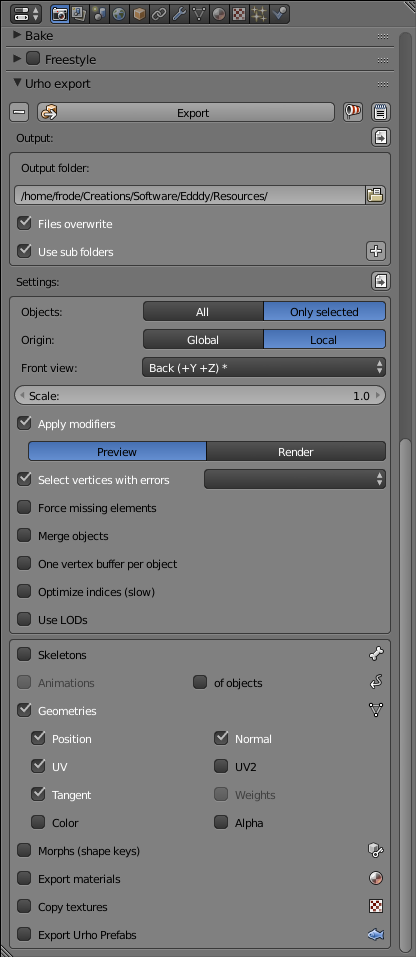 Bake
Freestyle
Urho export
Export
Output:
Output folder:
/home/frode/Creations/Software/Edddy/Resources/
Files overwrite
Use sub folders
Settings:
Objects: All Only selected
Origin: Global Local
Front view: Back (+Y +Z) *
Scale: 1.0
Apply modifiers
Preview Render
Select vertices with errors
Force missing elements
Merge objects
One vertex buffer per object
Optimize indices (slow)
Use LODs
Skeletons
Animations of objects
Geometries
Position Normal
UV UV2
Tangent Weights
Color Alpha
Morphs (shape keys)
Export materials
Copy textures
Export Urho Prefabs